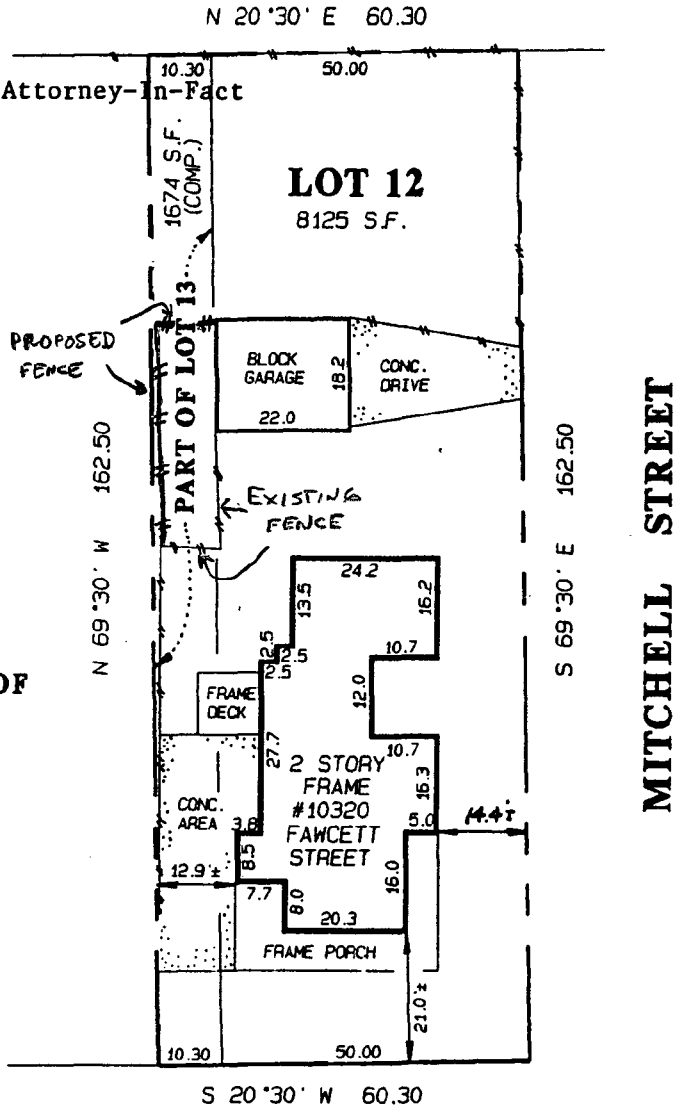 N 20°30' E 60.30
10.30 50.00
Attorney-In-Fact
1674 S.F.
(COMP.)
LOT 12
8125 S.F.
PART OF LOT 13
PROPOSED
FENCE
BLOCK
GARAGE
18.2
22.0
CONC.
DRIVE
N 69°30' W 162.50
S 69°30' E 162.50
MITCHELL STREET
EXISTING
FENCE
24.2
13.5
16.2
2.5
2.5
2.5
10.7
12.0
10.7
OF
FRAME
DECK
27.7
2 STORY
FRAME
#10320
FAWCETT
STREET
16.3
CONC.
AREA
3.8
5.0
14.4'±
8.5
12.9'±
7.7
8.0
16.0
20.3
FRAME PORCH
21.0'±
10.30 50.00
S 20°30' W 60.30